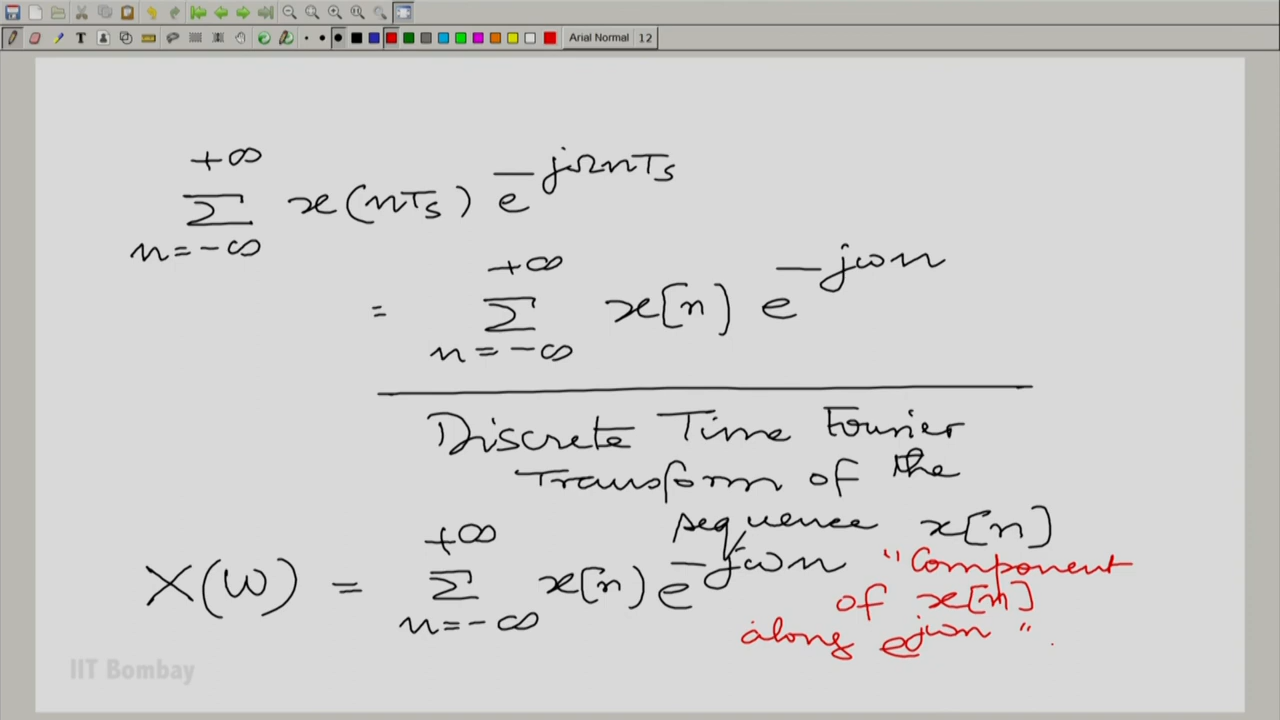 Arial Normal 12
+∞
Σ x(nTs) e^-jΩnTs
n=-∞
+∞
= Σ x[n] e^-jωn
n=-∞
Discrete Time Fourier
Transform of the
sequence x[n]
+∞
X(ω) = Σ x[n] e^-jωn "Component
n=-∞
of x[n]
along e^jωn".
IIT Bombay